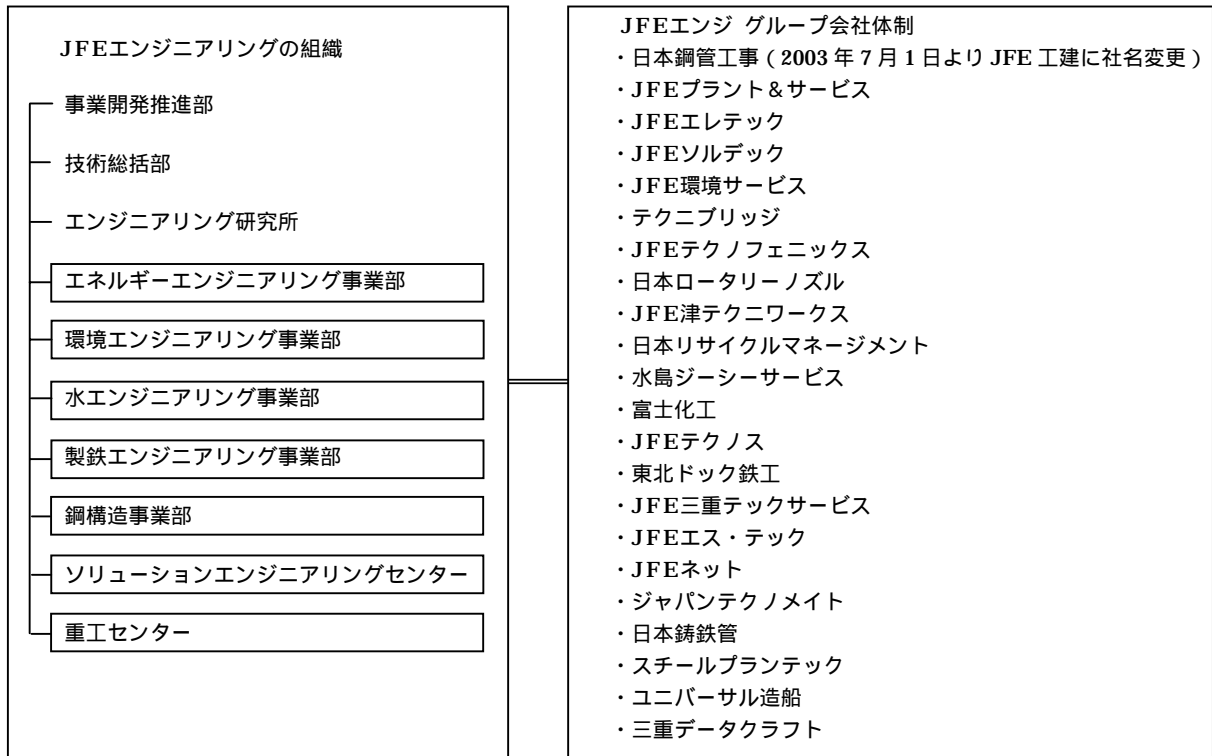 JFEエンジニアリングの組織
事業開発推進部
技術総括部
エンジニアリング研究所
エネルギーエンジニアリング事業部
環境エンジニアリング事業部
水エンジニアリング事業部
製鉄エンジニアリング事業部
鋼構造事業部
ソリューションエンジニアリングセンター
重工センター
JFEエンジ グループ会社体制
・日本鋼管工事(2003年7月1日より JFE 工建に社名変更)
・JFEプラント&サービス
・JFEエレテック
・JFEソルデック
・JFE環境サービス
・テクニブリッジ
・JFEテクノフェニックス
・日本ロータリーノズル
・JFE津テクニワークス
・日本リサイクルマネージメント
・水島ジーシーサービス
・富士化工
・JFEテクノス
・東北ドック鉄工
・JFE三重テックサービス
・JFEエス・テック
・JFEネット
・ジャパンテクノメイト
・日本鋳鉄管
・スチールプランテック
・ユニバーサル造船
・三重データクラフト